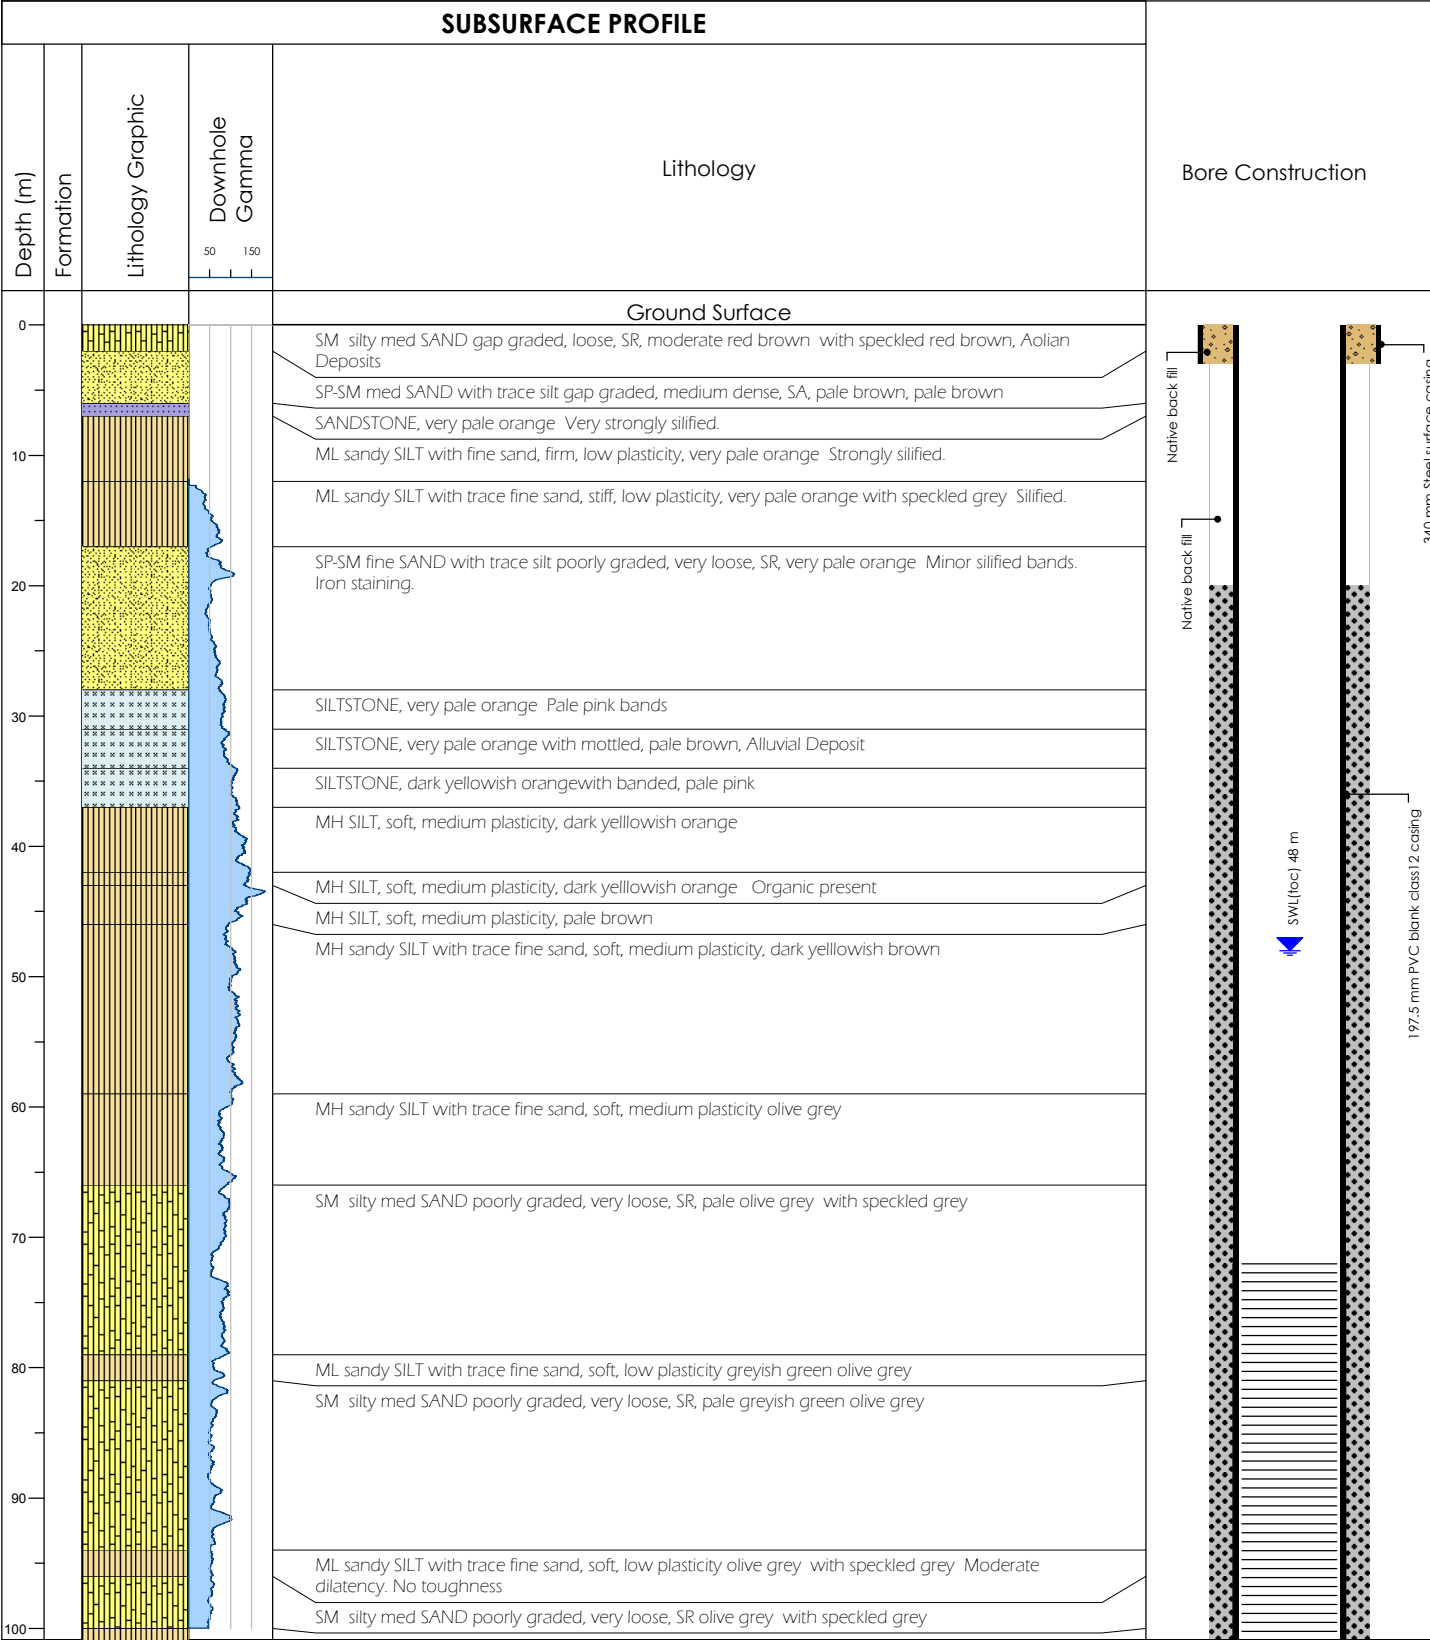 SUBSURFACE PROFILE
Depth (m)
Formation
Lithology Graphic
Downhole
Gamma
50 150
Lithology
Bore Construction
Ground Surface
0
SM silty med SAND gap graded, loose, SR, moderate red brown with speckled red brown, Aolian
Deposits
SP-SM med SAND with trace silt gap graded, medium dense, SA, pale brown, pale brown
SANDSTONE, very pale orange Very strongly silified.
10
ML sandy SILT with fine sand, firm, low plasticity, very pale orange Strongly silified.
ML sandy SILT with trace fine sand, stiff, low plasticity, very pale orange with speckled grey Silified.
SP-SM fine SAND with trace silt poorly graded, very loose, SR, very pale orange Minor silified bands.
Iron staining.
20
SILTSTONE, very pale orange Pale pink bands
30
SILTSTONE, very pale orange with mottled, pale brown, Alluvial Deposit
SILTSTONE, dark yellowish orangewith banded, pale pink
MH SILT, soft, medium plasticity, dark yelllowish orange
40
MH SILT, soft, medium plasticity, dark yelllowish orange Organic present
MH SILT, soft, medium plasticity, pale brown
MH sandy SILT with trace fine sand, soft, medium plasticity, dark yelllowish brown
50
60
MH sandy SILT with trace fine sand, soft, medium plasticity olive grey
SM silty med SAND poorly graded, very loose, SR, pale olive grey with speckled grey
70
80
ML sandy SILT with trace fine sand, soft, low plasticity greyish green olive grey
SM silty med SAND poorly graded, very loose, SR, pale greyish green olive grey
90
ML sandy SILT with trace fine sand, soft, low plasticity olive grey with speckled grey Moderate
dilatency. No toughness
SM silty med SAND poorly graded, very loose, SR olive grey with speckled grey
100
Native back fill
Native back fill
SWL(toc) 48 m
340 mm Steel surface casing
197.5 mm PVC blank class12 casing